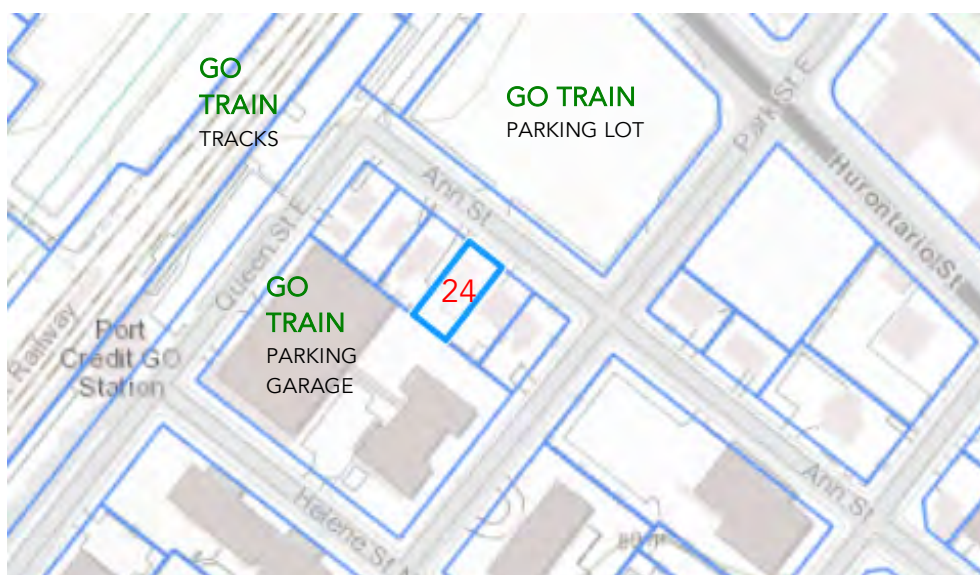 GO
TRAIN
TRACKS
GO TRAIN
PARKING LOT
Park St E
Hurontario St
Ann St
Queen St E
24
GO
TRAIN
PARKING
GARAGE
Railway
Port
Credit GO
Station
Helene St N
Ann St